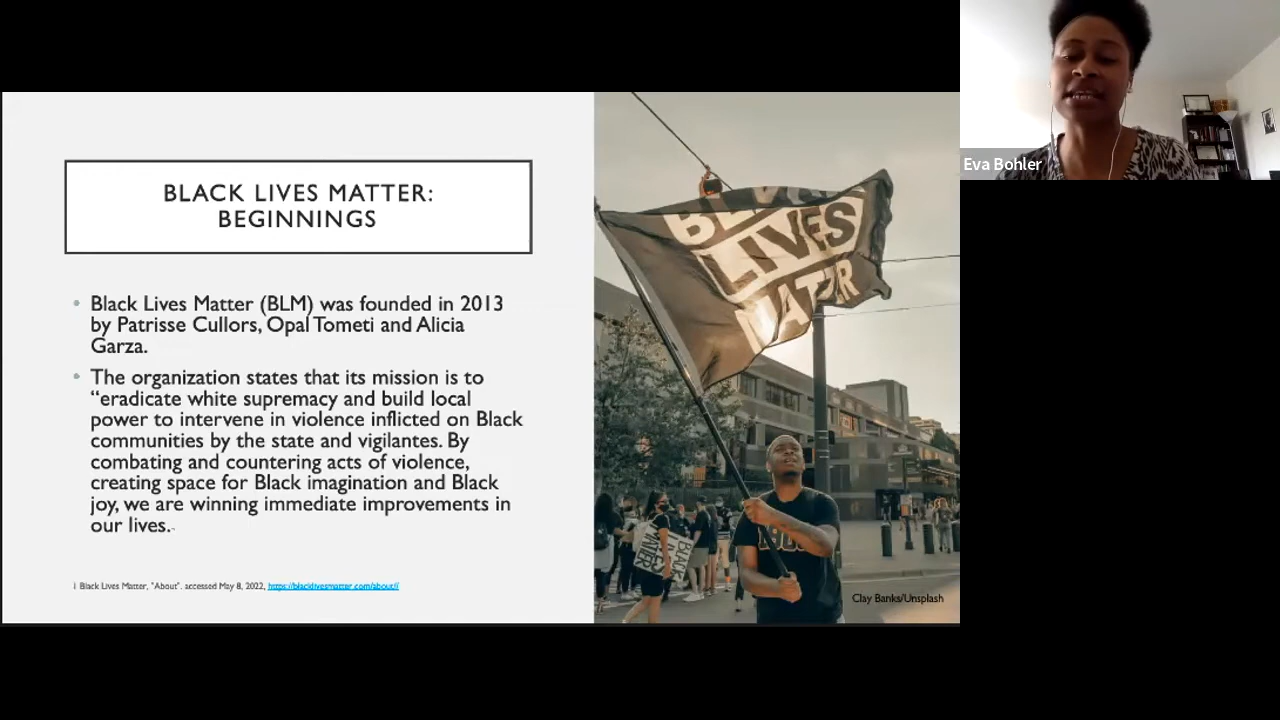 BLACK LIVES MATTER:
BEGINNINGS
Black Lives Matter (BLM) was founded in 2013
by Patrisse Cullors, Opal Tometi and Alicia
Garza.
The organization states that its mission is to
“eradicate white supremacy and build local
power to intervene in violence inflicted on Black
communities by the state and vigilantes. By
combating and countering acts of violence,
creating space for Black imagination and Black
joy, we are winning immediate improvements in
our lives.
1 Black Lives Matter, "About". accessed May 8, 2022, https://blacklivesmatter.com/about//
LIVES
MATTER
BLACK
MATTER
Clay Banks/Unsplash
Eva Bohler